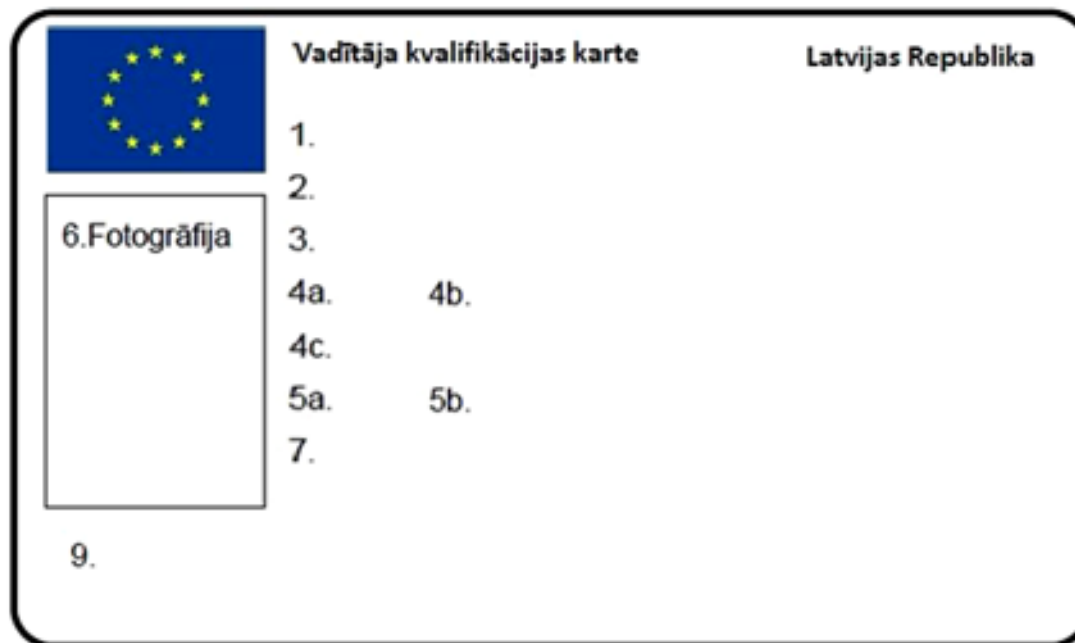 Vadītāja kvalifikācijas karte Latvijas Republika
1.
2.
6.Fotogrāfija
3.
4a. 4b.
4c.
5a. 5b.
7.
9.